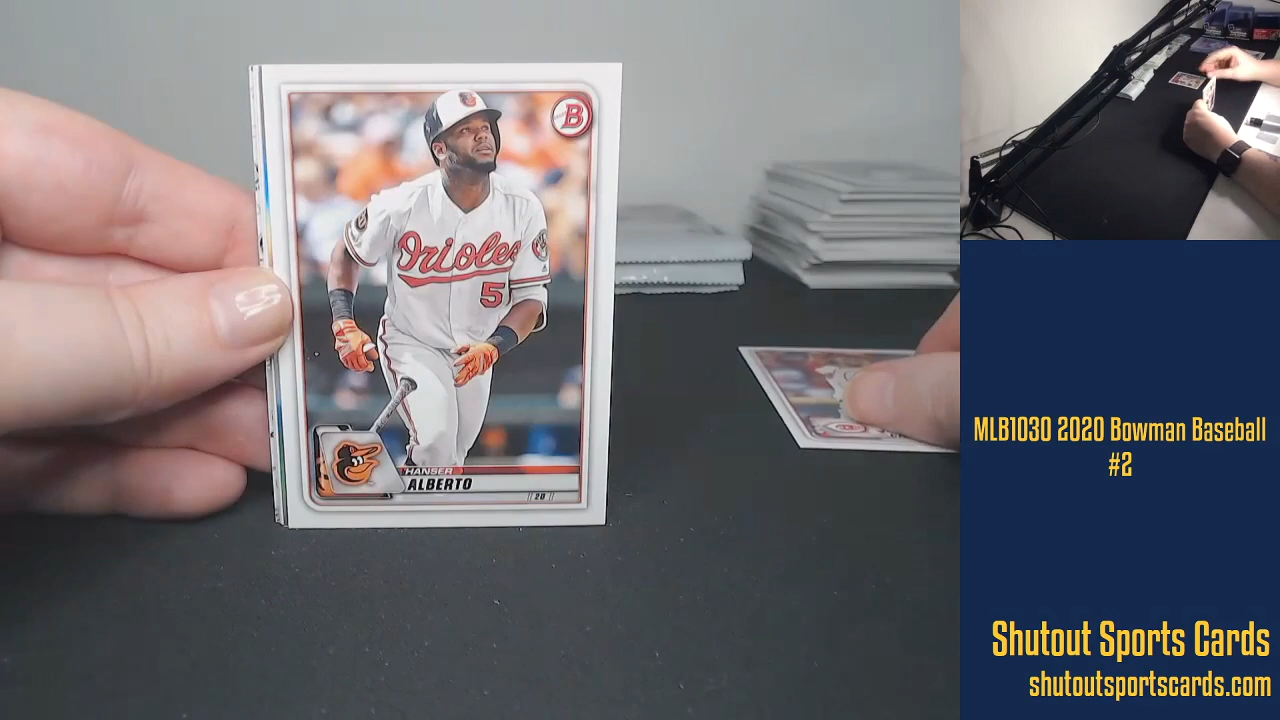 B
Orioles
5
HANSER
ALBERTO
20
MLB1030 2020 Bowman Baseball
#2
Shutout Sports Cards
shutoutsportscards.com